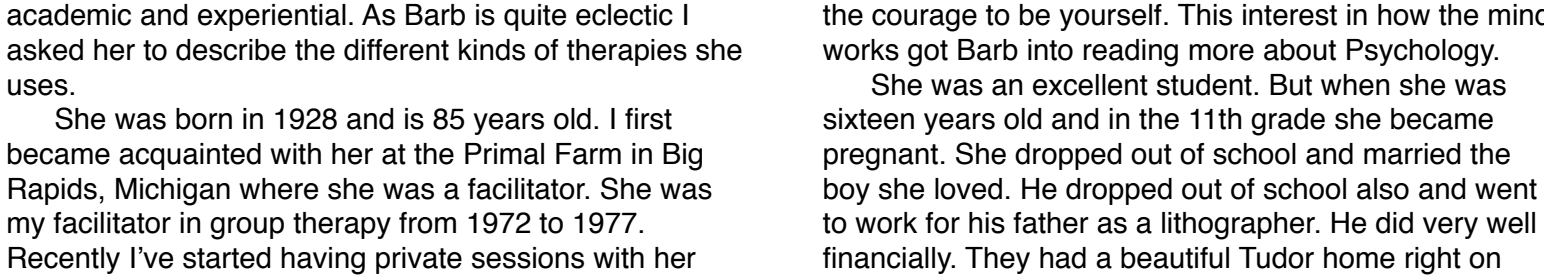 academic and experiential. As Barb is quite eclectic I
asked her to describe the different kinds of therapies she
uses.
She was born in 1928 and is 85 years old. I first
became acquainted with her at the Primal Farm in Big
Rapids, Michigan where she was a facilitator. She was
my facilitator in group therapy from 1972 to 1977.
Recently I've started having private sessions with her
the courage to be yourself. This interest in how the mind
works got Barb into reading more about Psychology.
She was an excellent student. But when she was
sixteen years old and in the 11th grade she became
pregnant. She dropped out of school and married the
boy she loved. He dropped out of school also and went
to work for his father as a lithographer. He did very well
financially. They had a beautiful Tudor home right on